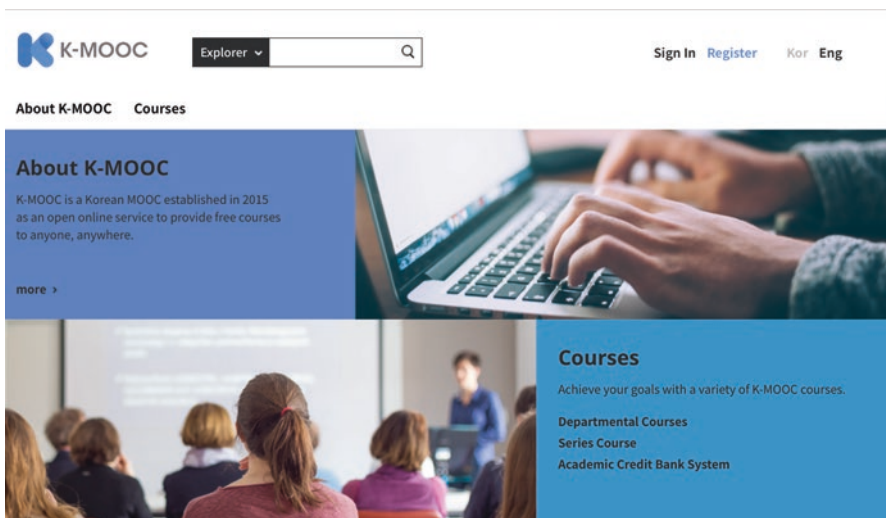 K-MOOC
Explorer
Sign In Register Kor Eng
About K-MOOC Courses
About K-MOOC
K-MOOC is a Korean MOOC established in 2015
as an open online service to provide free courses
to anyone, anywhere.
more ›
Courses
Achieve your goals with a variety of K-MOOC courses.
Departmental Courses
Series Course
Academic Credit Bank System